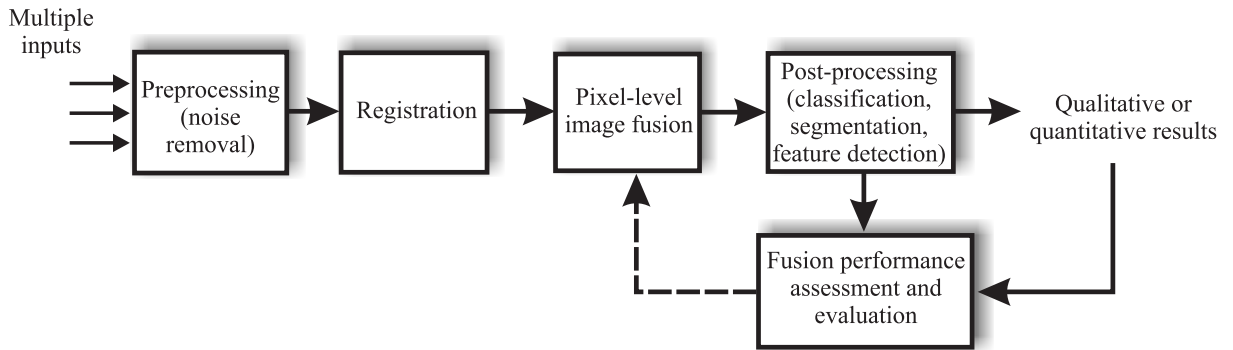 Multiple
inputs
Preprocessing
(noise
removal)
Registration
Pixel-level
image fusion
Post-processing
(classification,
segmentation,
feature detection)
Qualitative or
quantitative results
Fusion performance
assessment and
evaluation